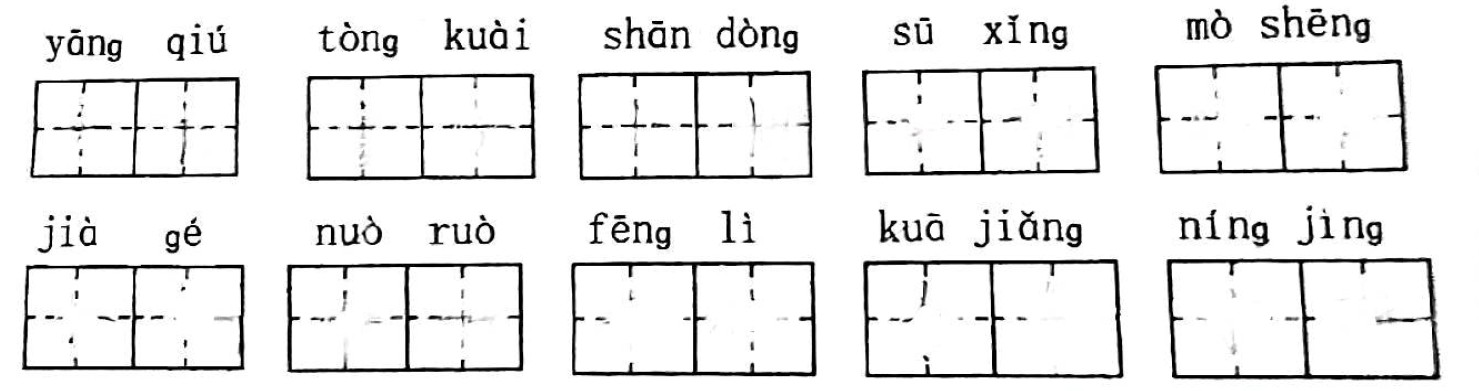 yāng qiú tòng kuài shān dòng sū xǐng mò shēng
jià gé nuò ruò fēng lì kuā jiǎng níng jìng